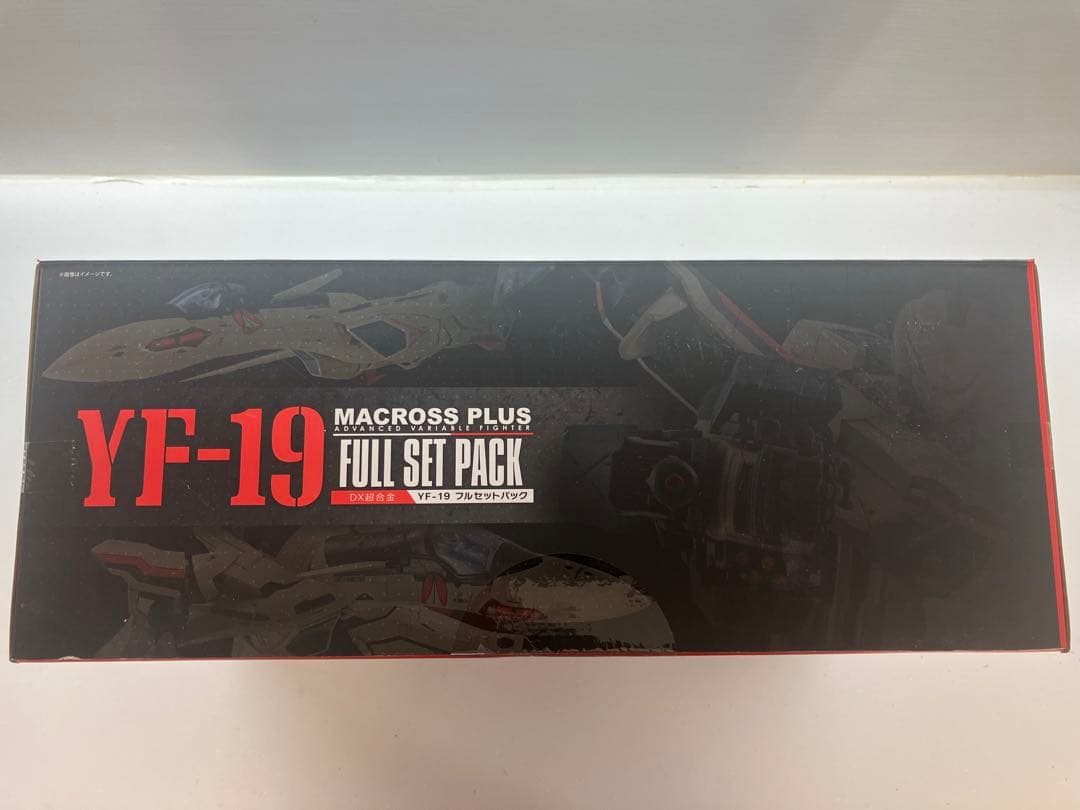 ※画像はイメージです。
YF-19
MACROSS PLUS
ADVANCED VARIABLE FIGHTER
FULL SET PACK
DX超合金
YF-19 フルセットパック